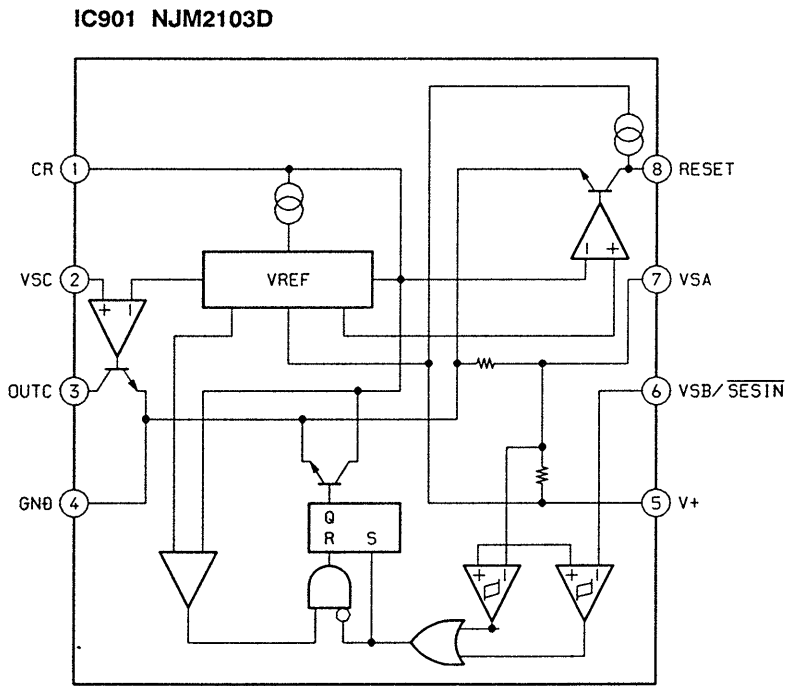 IC901 NJM2103D
CR 1
8 RESET
VSC 2
VREF
7 VSA
+ −
− +
OUTC 3
6 VSB/SESIN
GND 4
5 V+
Q
R S
+ −
+ −